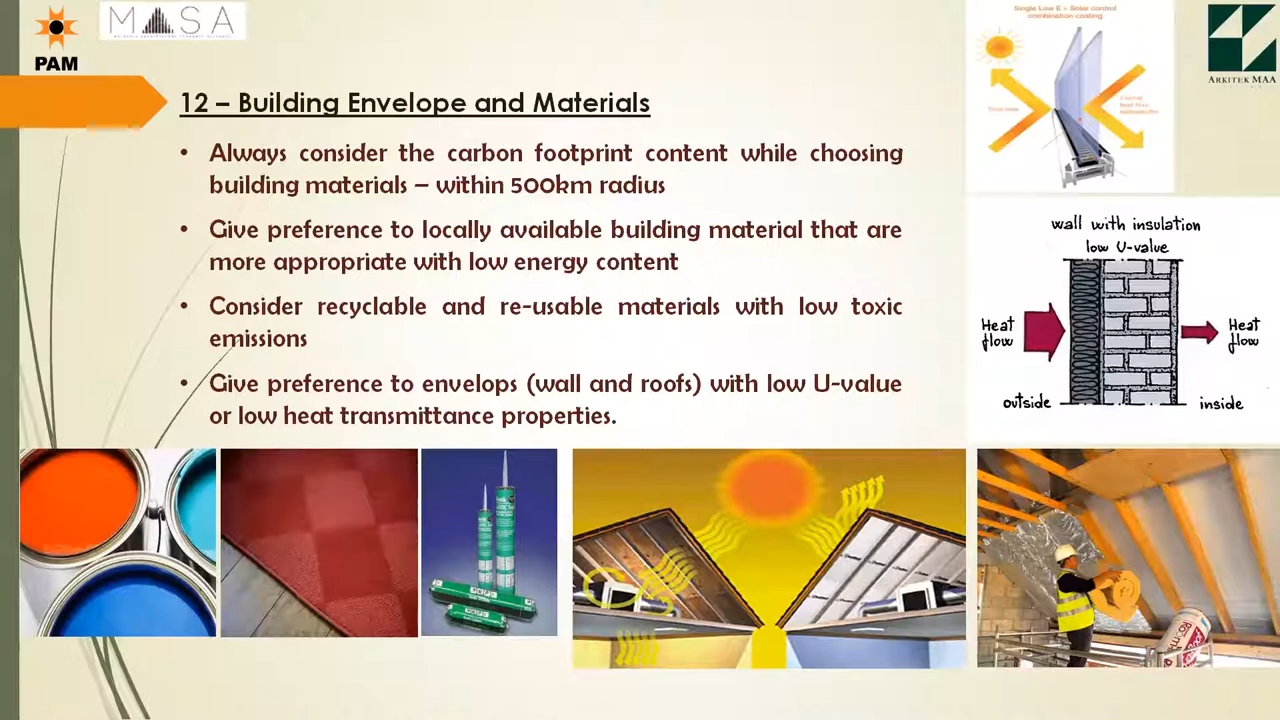 MASA
PAM
Single Low E + Solar control
combination coating
ARKITEK MAA
12 – Building Envelope and Materials
• Always consider the carbon footprint content while choosing
building materials – within 500km radius
• Give preference to locally available building material that are
more appropriate with low energy content
• Consider recyclable and re-usable materials with low toxic
emissions
• Give preference to envelops (wall and roofs) with low U-value
or low heat transmittance properties.
wall with insulation
low U-value
Heat
flow
Heat
flow
outside
inside